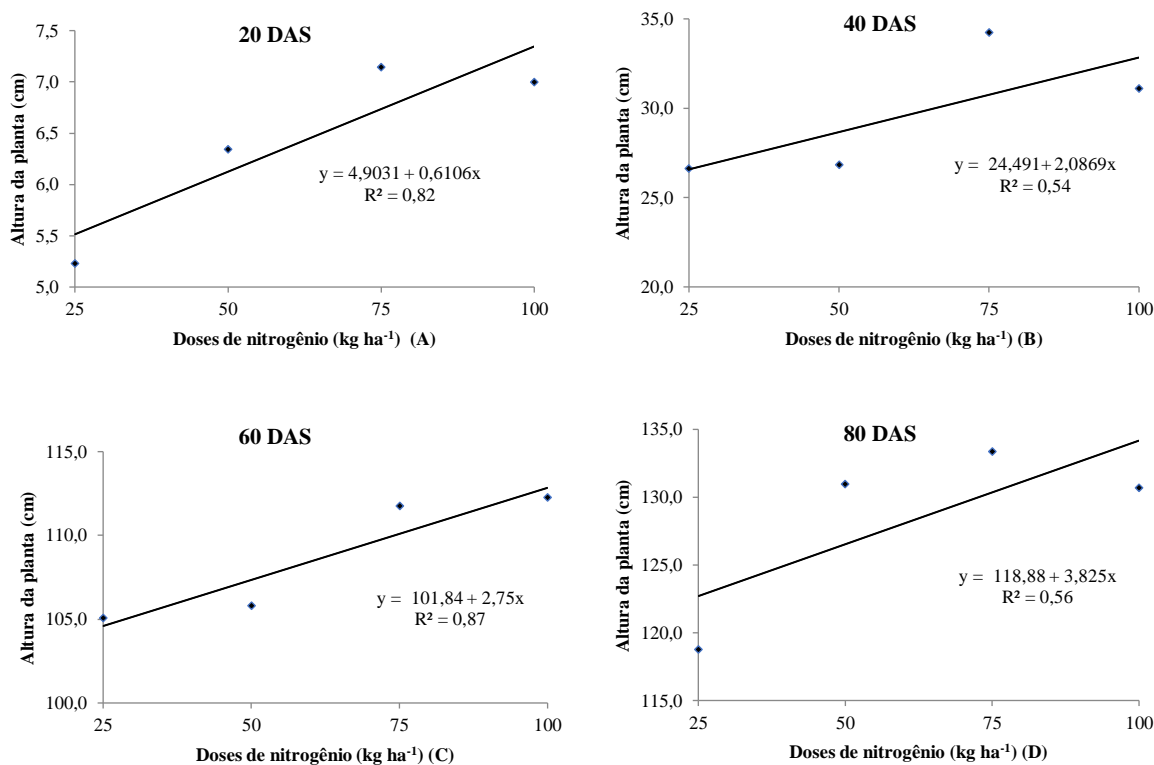 20 DAS
Altura da planta (cm)
7,5
7,0
6,5
6,0
5,5
5,0
y = 4,9031 + 0,6106x
R² = 0,82
25 50 75 100
Doses de nitrogênio (kg ha⁻¹) (A)
40 DAS
Altura da planta (cm)
35,0
30,0
25,0
20,0
y = 24,491+ 2,0869x
R² = 0,54
25 50 75 100
Doses de nitrogênio (kg ha⁻¹) (B)
60 DAS
Altura da planta (cm)
115,0
110,0
105,0
100,0
y = 101,84 + 2,75x
R² = 0,87
25 50 75 100
Doses de nitrogênio (kg ha⁻¹) (C)
80 DAS
Altura da planta (cm)
135,0
130,0
125,0
120,0
115,0
y = 118,88 + 3,825x
R² = 0,56
25 50 75 100
Doses de nitrogênio (kg ha⁻¹) (D)